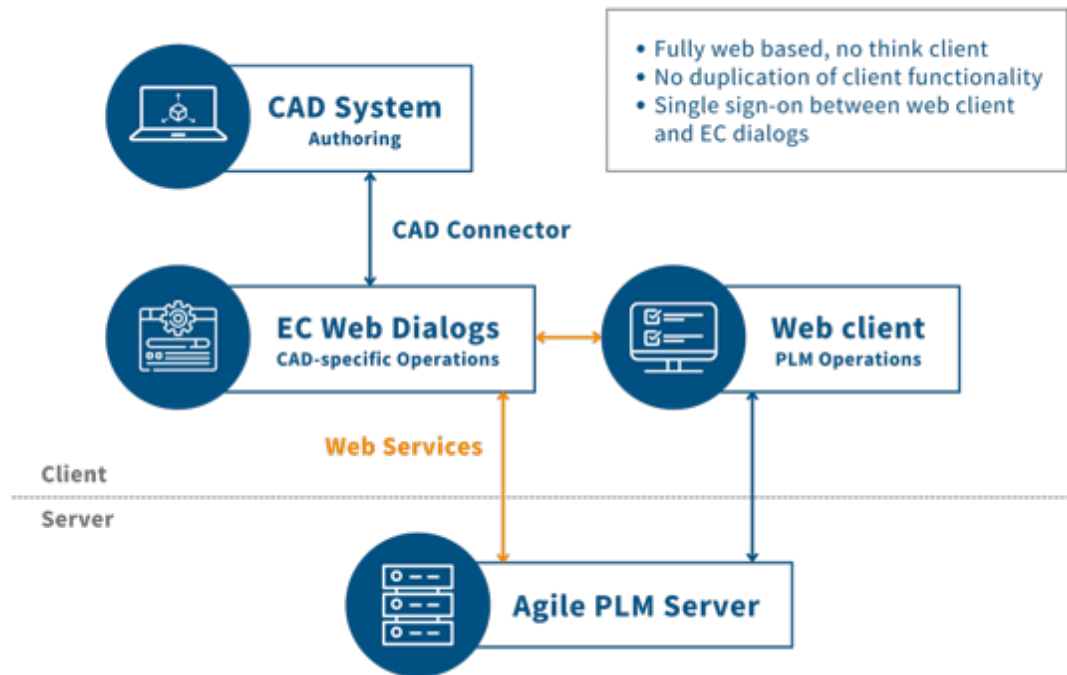 • Fully web based, no think client
• No duplication of client functionality
• Single sign-on between web client
and EC dialogs
CAD System
Authoring
CAD Connector
EC Web Dialogs
CAD-specific Operations
Web client
PLM Operations
Web Services
Client
Server
Agile PLM Server